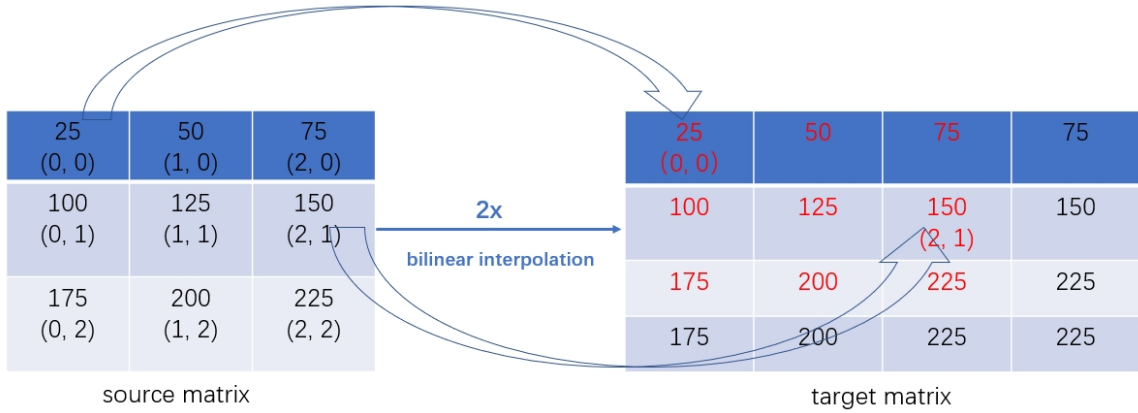 25 50 75
(0, 0) (1, 0) (2, 0)
100 125 150
(0, 1) (1, 1) (2, 1)
175 200 225
(0, 2) (1, 2) (2, 2)
source matrix
2x
bilinear interpolation
25 50 75 75
(0, 0)
100 125 150 150
(2, 1)
175 200 225 225
175 200 225 225
target matrix